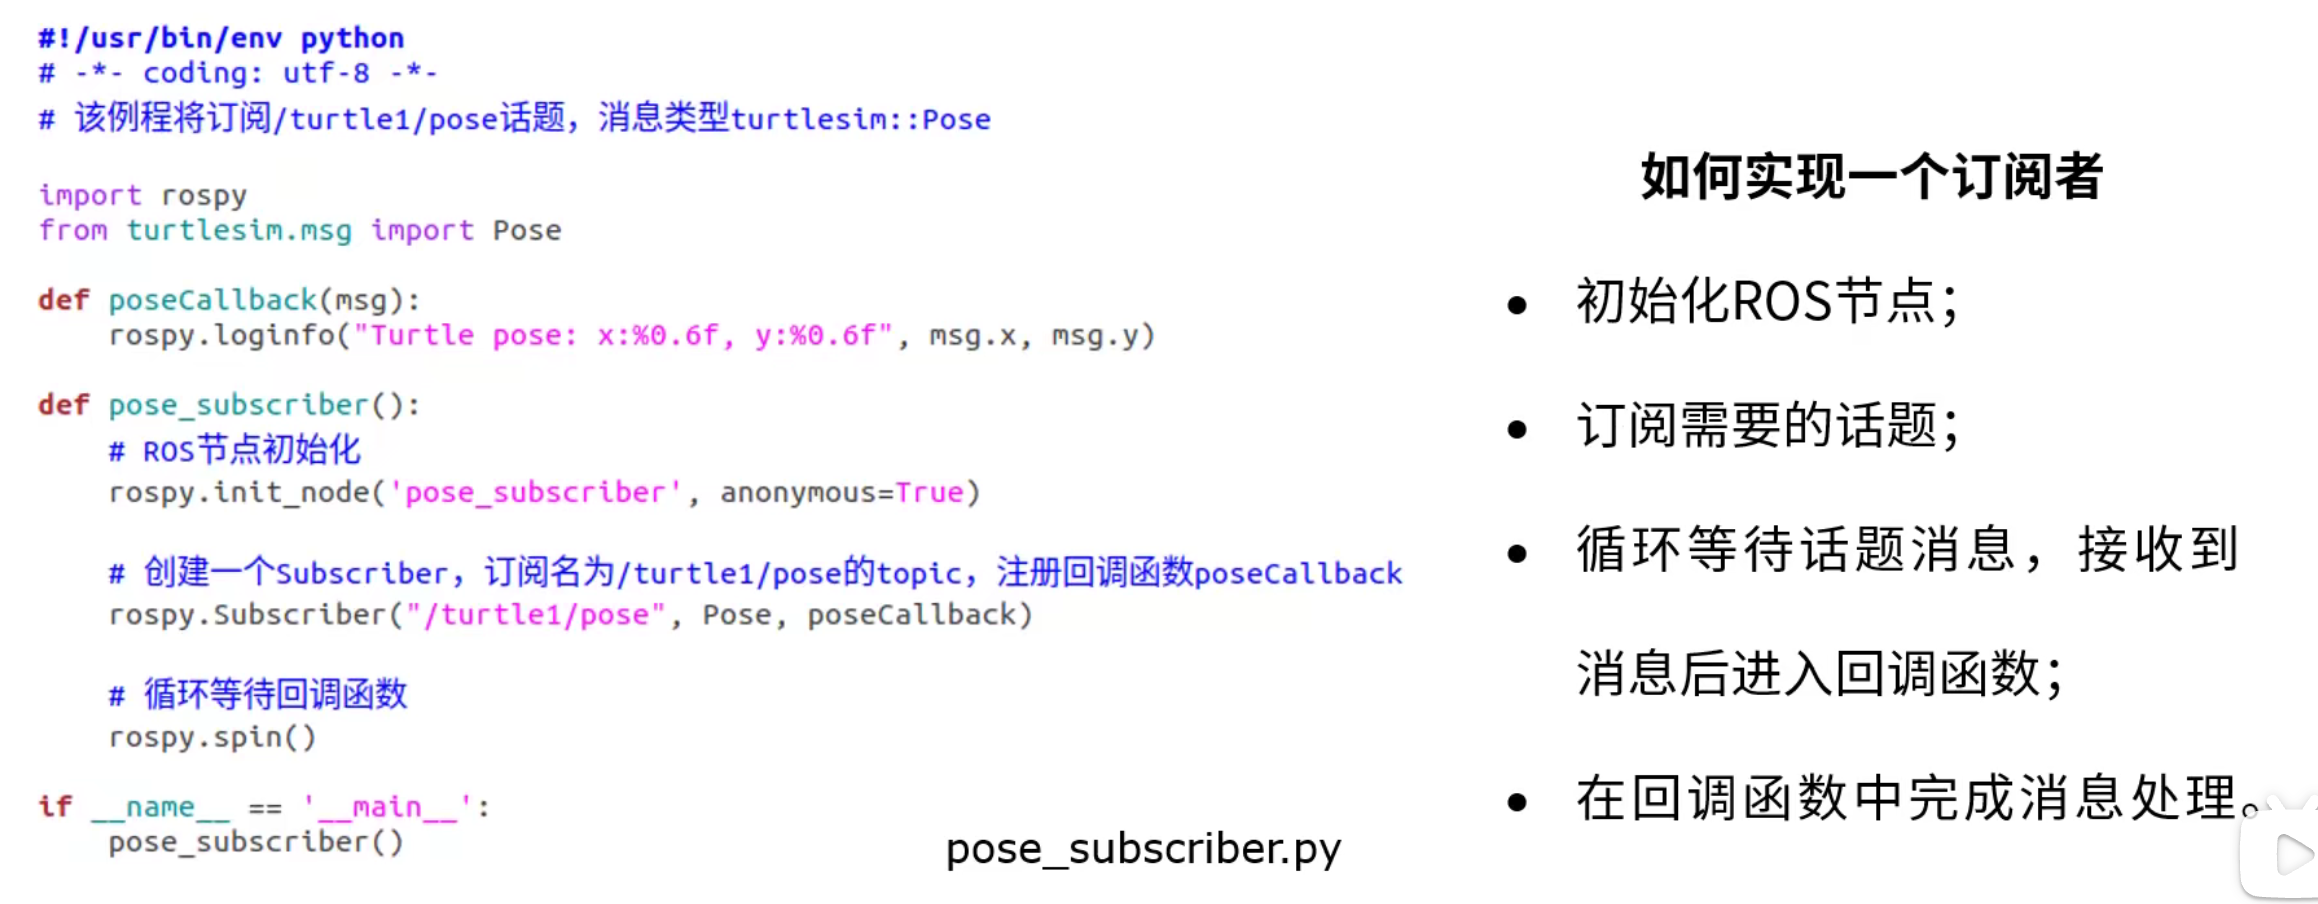 #!/usr/bin/env python
# -*- coding: utf-8 -*-
# 该例程将订阅/turtle1/pose话题，消息类型turtlesim::Pose
import rospy
from turtlesim.msg import Pose
def poseCallback(msg):
    rospy.loginfo("Turtle pose: x:%0.6f, y:%0.6f", msg.x, msg.y)
def pose_subscriber():
    # ROS节点初始化
    rospy.init_node('pose_subscriber', anonymous=True)
    # 创建一个Subscriber，订阅名为/turtle1/pose的topic，注册回调函数poseCallback
    rospy.Subscriber("/turtle1/pose", Pose, poseCallback)
    # 循环等待回调函数
    rospy.spin()
if __name__ == '__main__':
    pose_subscriber()
pose_subscriber.py
如何实现一个订阅者
• 初始化ROS节点；
• 订阅需要的话题；
• 循环等待话题消息，接收到
消息后进入回调函数；
• 在回调函数中完成消息处理。